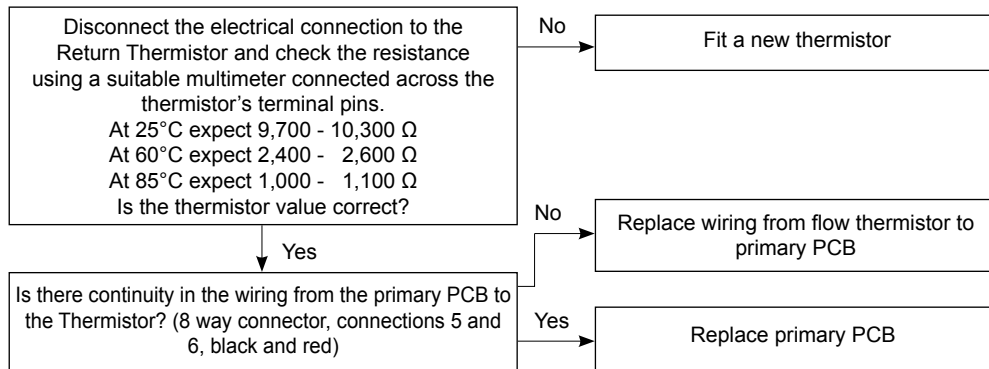 Disconnect the electrical connection to the
Return Thermistor and check the resistance
using a suitable multimeter connected across the
thermistor’s terminal pins.
At 25°C expect 9,700 - 10,300 Ω
At 60°C expect 2,400 - 2,600 Ω
At 85°C expect 1,000 - 1,100 Ω
Is the thermistor value correct?
No
Fit a new thermistor
Yes
Is there continuity in the wiring from the primary PCB to
the Thermistor? (8 way connector, connections 5 and
6, black and red)
No
Replace wiring from flow thermistor to
primary PCB
Yes
Replace primary PCB